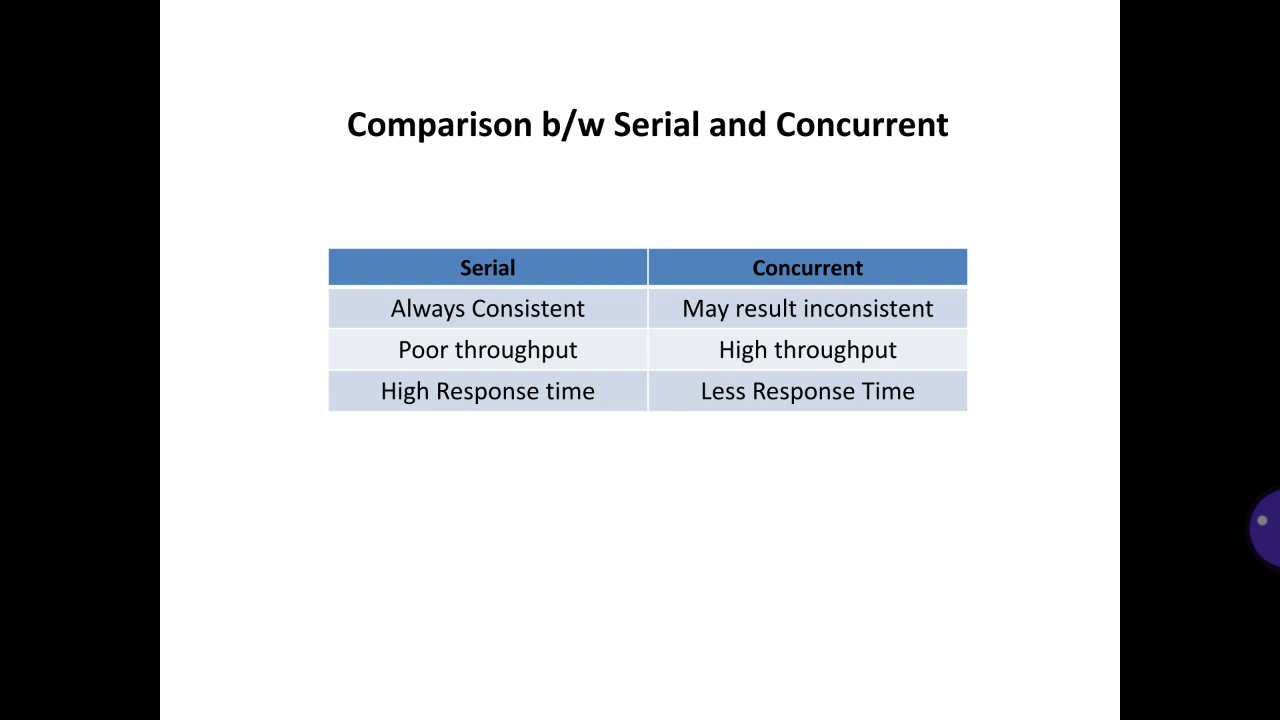 Comparison b/w Serial and Concurrent
Serial Concurrent
Always Consistent May result inconsistent
Poor throughput High throughput
High Response time Less Response Time